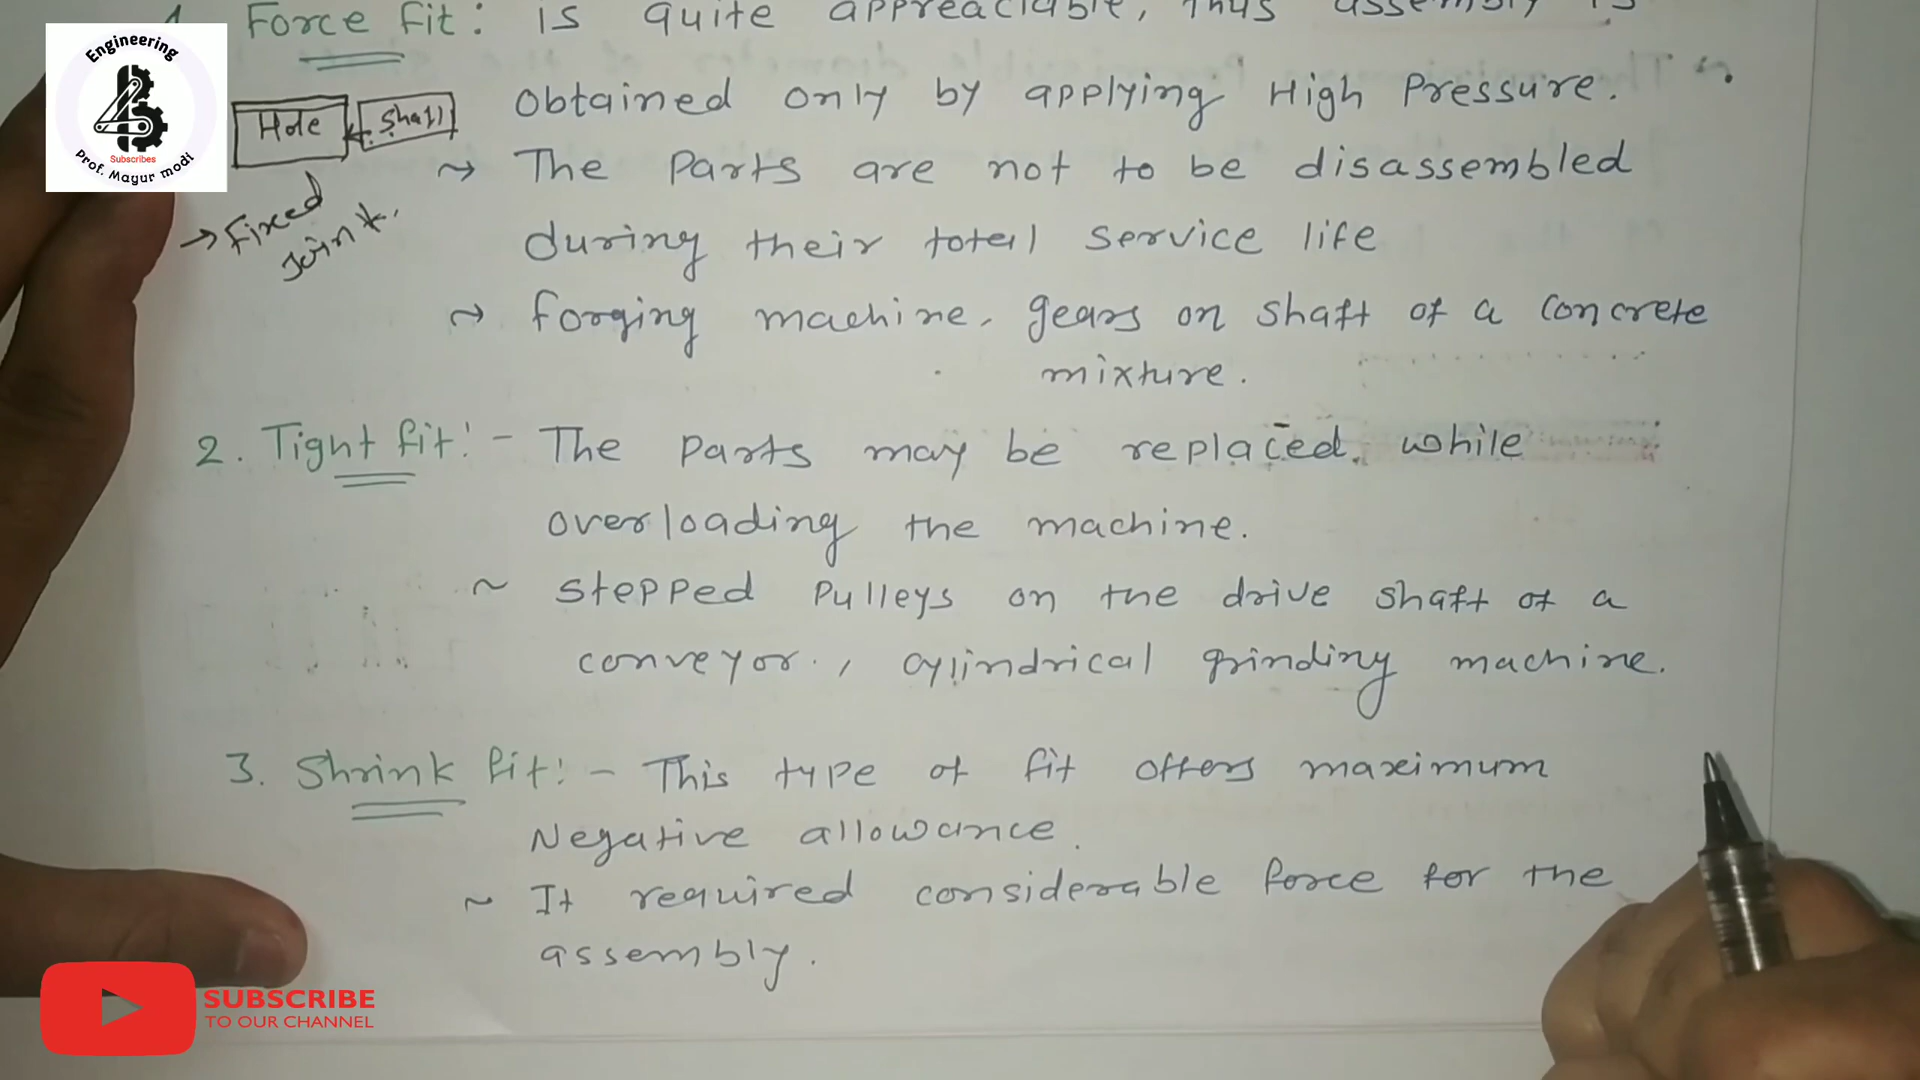 1. Force fit: is quite appreaciable, thus assembly is
obtained only by applying High Pressure.
Hole Shaft
→ Fixed
Joint.
~> The Parts are not to be disassembled
during their total service life
~> forging machine, gears on shaft of a concrete
mixture.
2. Tight fit:- The Parts may be replaced. while
overloading the machine.
~ stepped Pulleys on the drive shaft of a
conveyor., cylindrical grinding machine.
3. Shrink fit:- This type of fit offers maximum
Negative allowance.
~ It required considerable force for the
assembly.
Engineering
Subscribes
Prof. Mayur modi
SUBSCRIBE
TO OUR CHANNEL